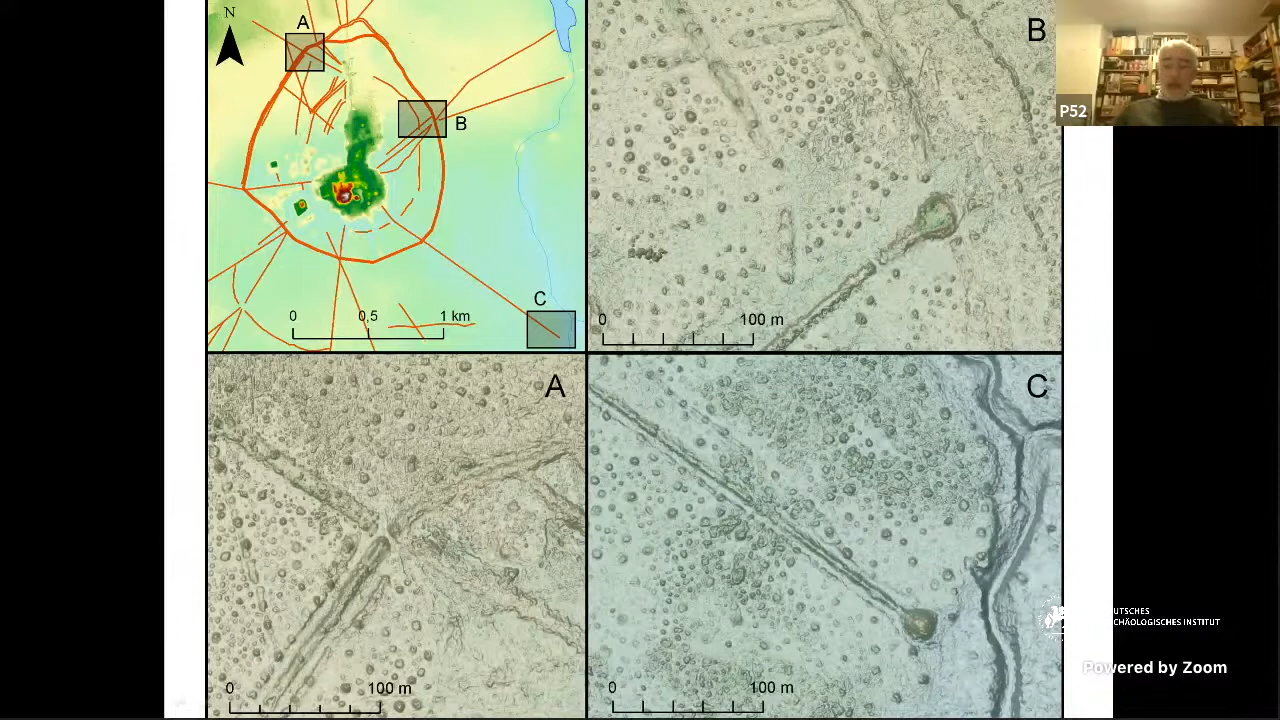 N
A
B
C
0 0,5 1 km
B
0 100 m
P52
A
0 100 m
C
0 100 m
UTSCHES
CHÄOLOGISCHES INSTITUT
Powered by Zoom